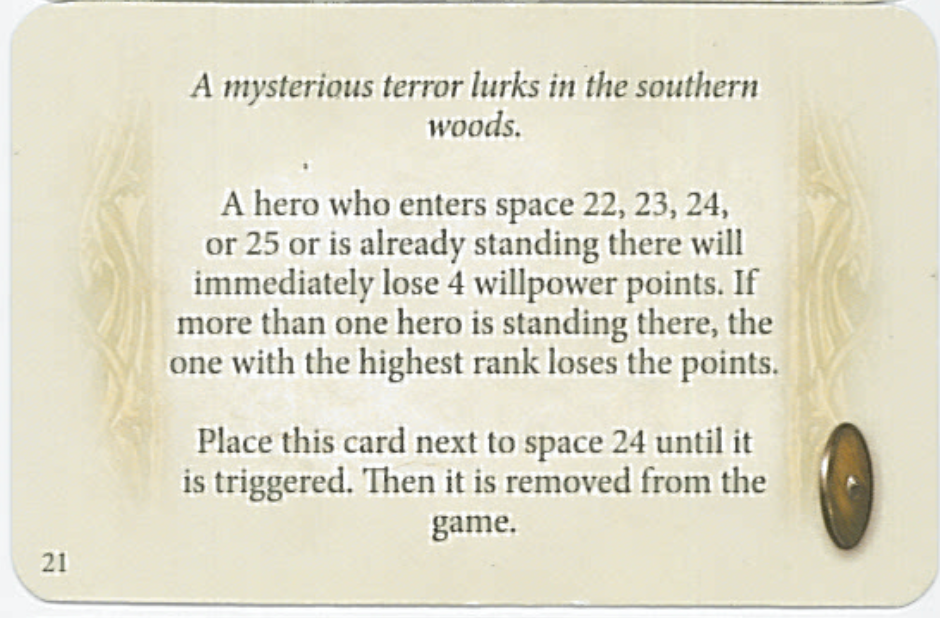 A mysterious terror lurks in the southern
woods.
A hero who enters space 22, 23, 24,
or 25 or is already standing there will
immediately lose 4 willpower points. If
more than one hero is standing there, the
one with the highest rank loses the points.
Place this card next to space 24 until it
is triggered. Then it is removed from the
game.
21